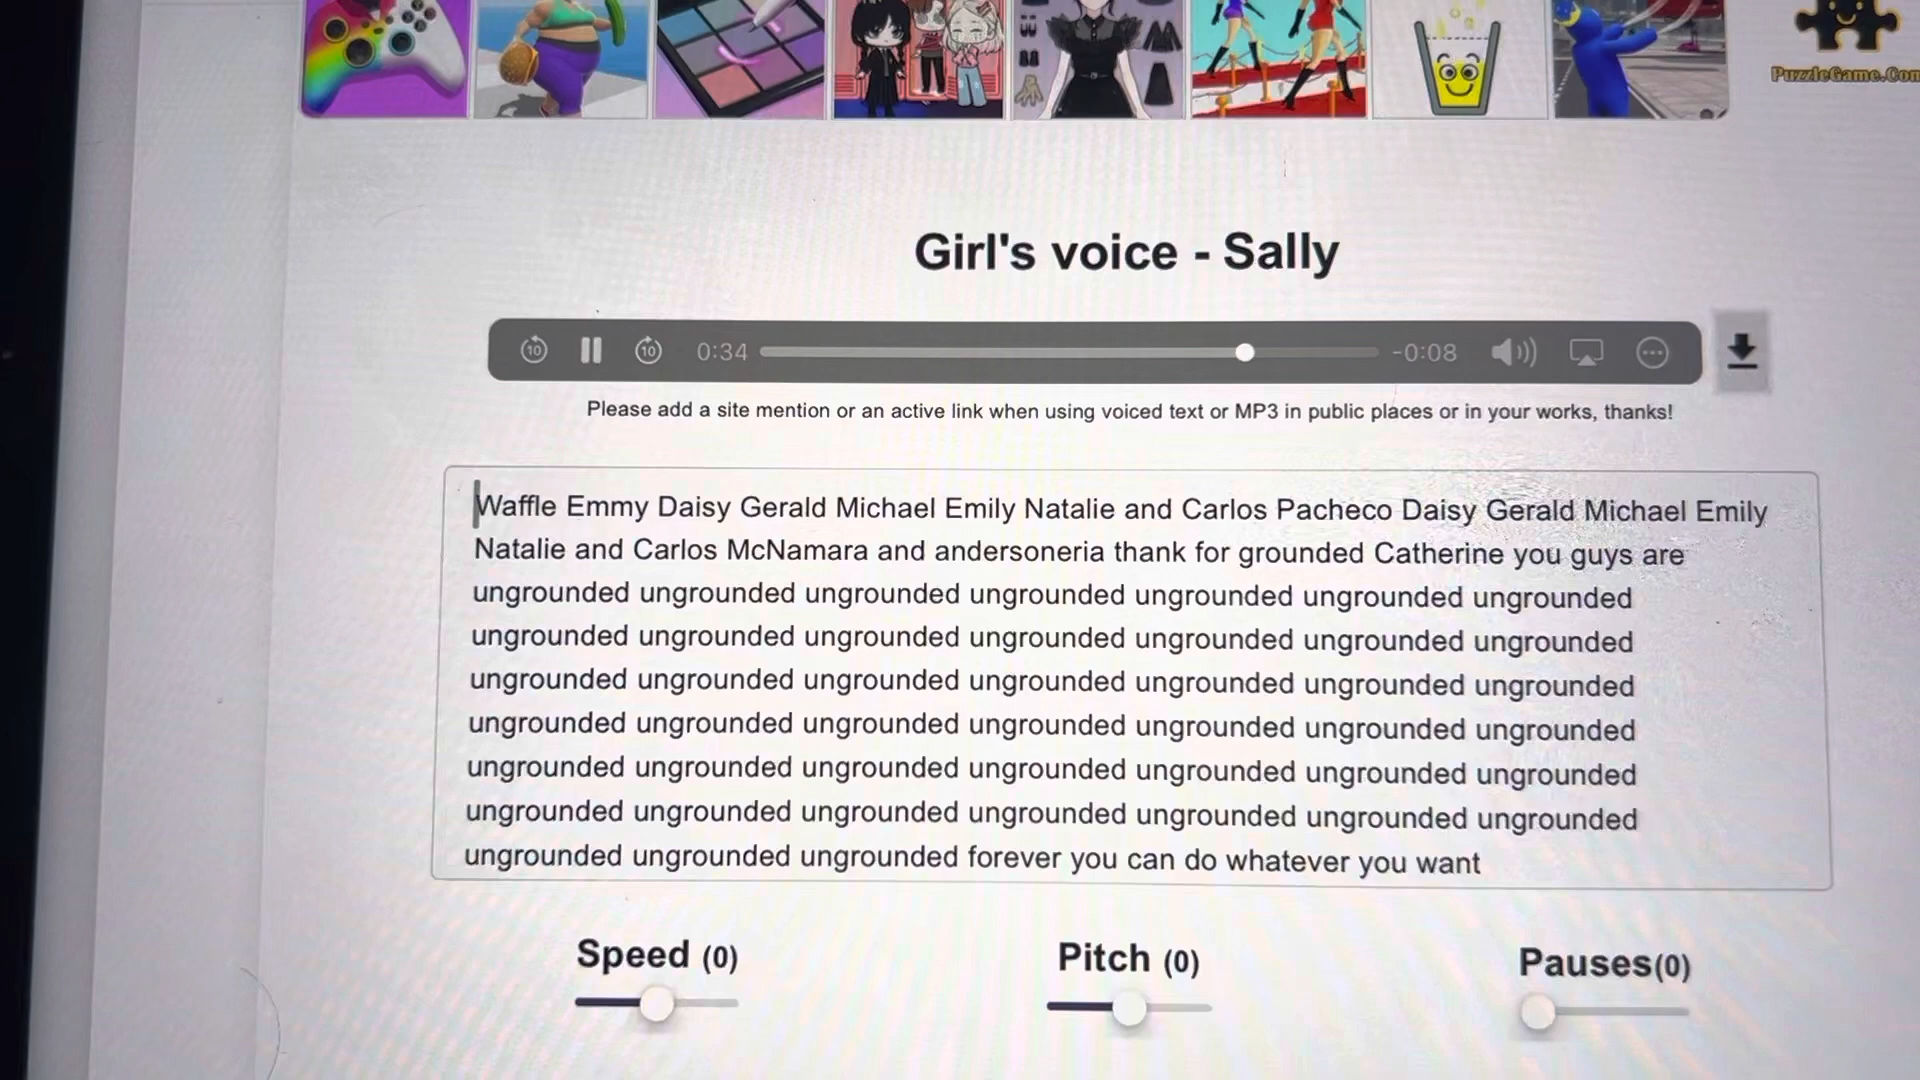 PuzzleGame.Com
Girl's voice - Sally
10
10
0:34
-0:08
Please add a site mention or an active link when using voiced text or MP3 in public places or in your works, thanks!
Waffle Emmy Daisy Gerald Michael Emily Natalie and Carlos Pacheco Daisy Gerald Michael Emily
Natalie and Carlos McNamara and andersoneria thank for grounded Catherine you guys are
ungrounded ungrounded ungrounded ungrounded ungrounded ungrounded ungrounded
ungrounded ungrounded ungrounded ungrounded ungrounded ungrounded ungrounded
ungrounded ungrounded ungrounded ungrounded ungrounded ungrounded ungrounded
ungrounded ungrounded ungrounded ungrounded ungrounded ungrounded ungrounded
ungrounded ungrounded ungrounded ungrounded ungrounded ungrounded ungrounded
ungrounded ungrounded ungrounded ungrounded ungrounded ungrounded ungrounded
ungrounded ungrounded ungrounded forever you can do whatever you want
Speed (0)
Pitch (0)
Pauses(0)